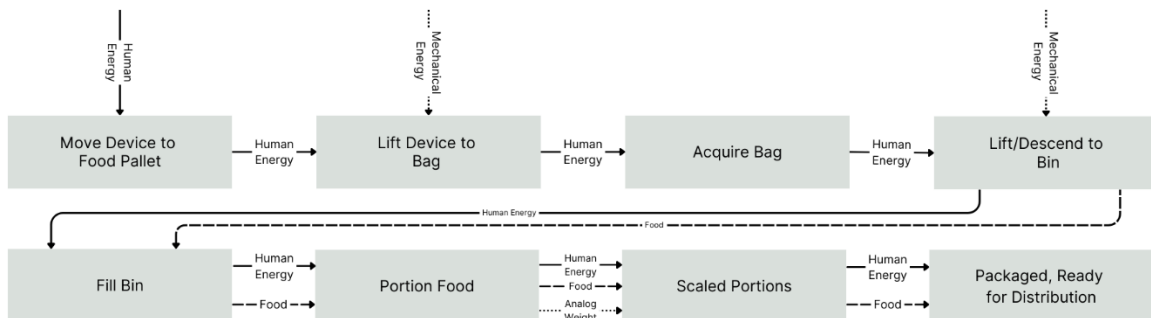 Human
Energy
Mechanical
Energy
Mechanical
Energy
Move Device to
Food Pallet
Human
Energy
Lift Device to
Bag
Human
Energy
Acquire Bag
Human
Energy
Lift/Descend to
Bin
Human Energy
Food
Fill Bin
Human
Energy
Food
Portion Food
Human
Energy
Food
Analog
Weight
Scaled Portions
Human
Energy
Food
Packaged, Ready
for Distribution